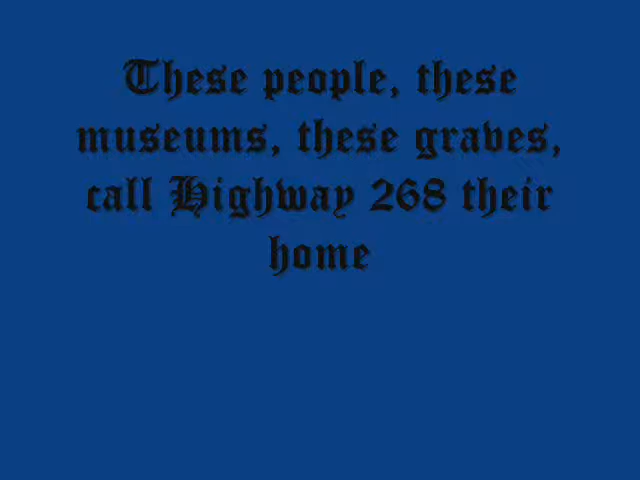 These people, these
museums, these graves,
call Highway 268 their
home